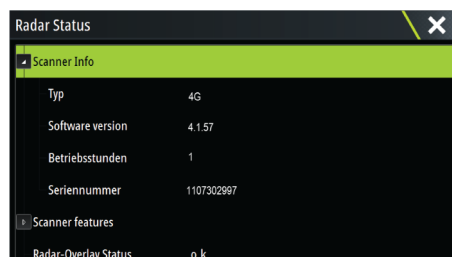 Radar Status
Scanner Info
Typ 4G
Software version 4.1.57
Betriebsstunden 1
Seriennummer 1107302997
Scanner features
Radar-Overlay Status o.k